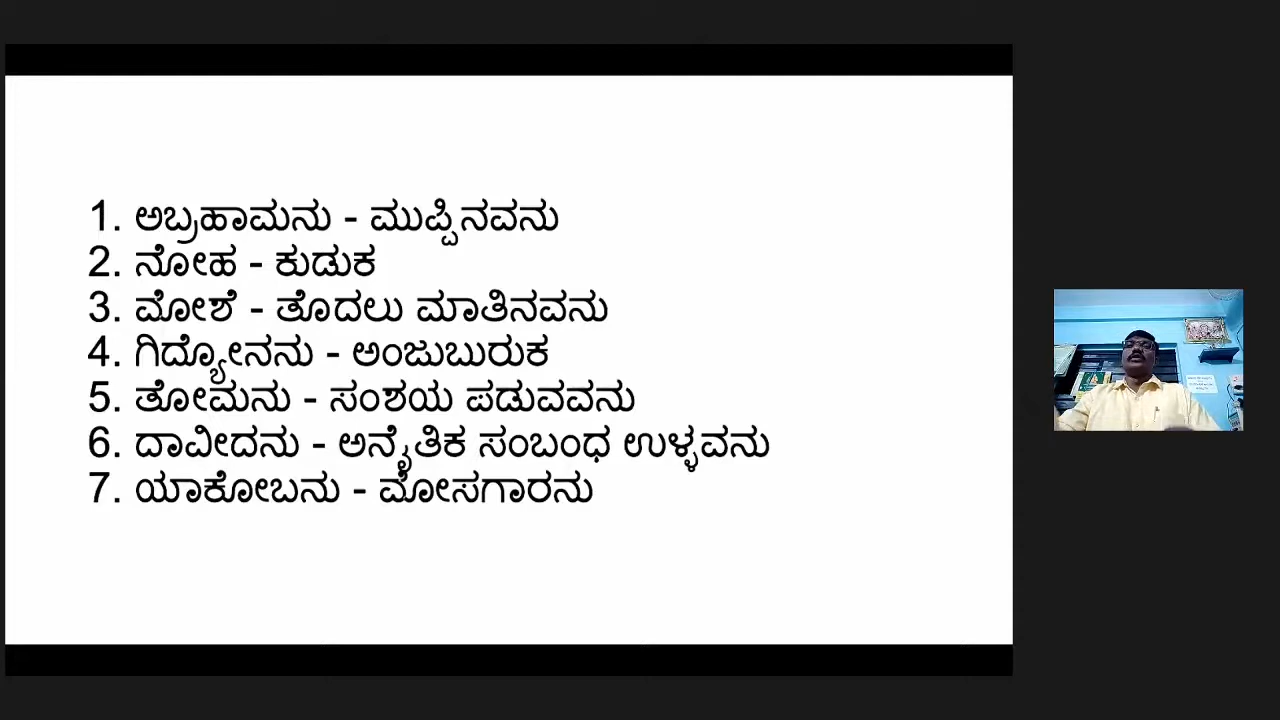 1. ಅಬ್ರಹಾಮನು - ಮುಪ್ಪಿನವನು
2. ನೋಹ - ಕುಡುಕ
3. ಮೋಶೆ - ತೊದಲು ಮಾತಿನವನು
4. ಗಿದ್ಯೋನನು - ಅಂಜುಬುರುಕ
5. ತೋಮನು - ಸಂಶಯ ಪಡುವವನು
6. ದಾವೀದನು - ಅನೈತಿಕ ಸಂಬಂಧ ಉಳ್ಳವನು
7. ಯಾಕೋಬನು - ಮೋಸಗಾರನು